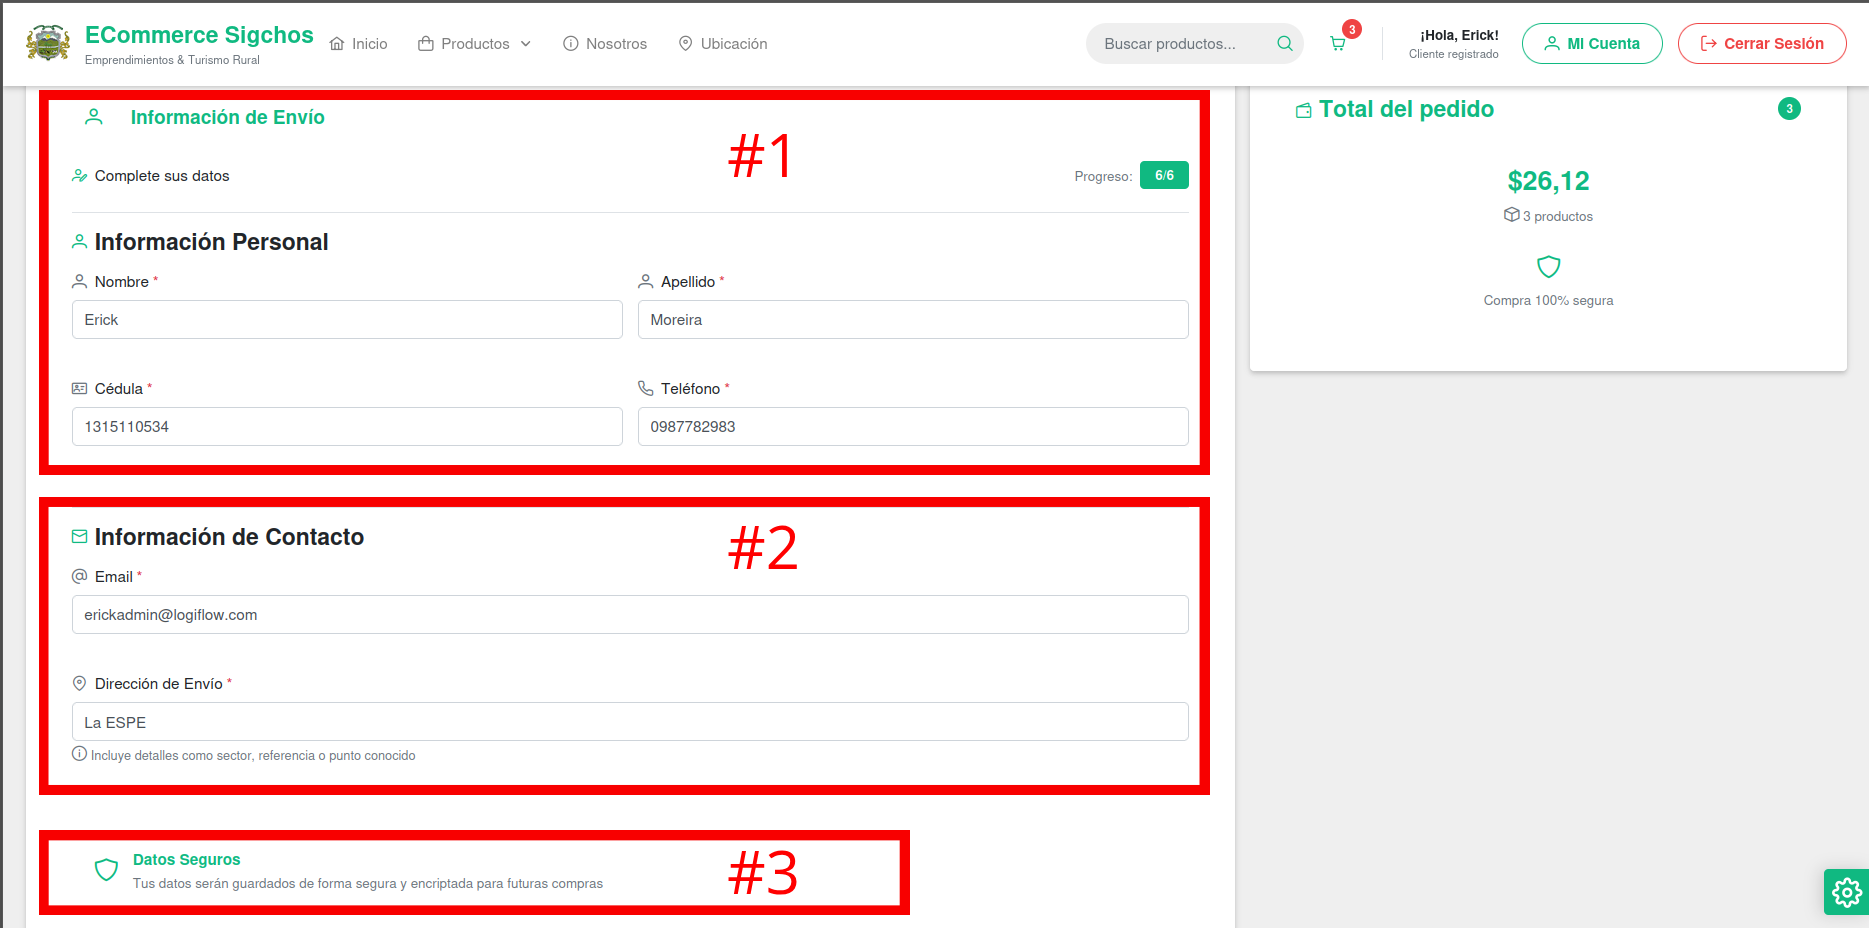 ECommerce Sigchos
Emprendimientos & Turismo Rural
Inicio
Productos
Nosotros
Ubicación
Buscar productos...
3
¡Hola, Erick!
Cliente registrado
Mi Cuenta
Cerrar Sesión
Información de Envío
#1
Complete sus datos
Progreso: 6/6
Información Personal
Nombre *
Apellido *
Erick
Moreira
Cédula *
Teléfono *
1315110534
0987782983
Información de Contacto
#2
Email *
erickadmin@logiflow.com
Dirección de Envío *
La ESPE
Incluye detalles como sector, referencia o punto conocido
Datos Seguros
Tus datos serán guardados de forma segura y encriptada para futuras compras
#3
Total del pedido
3
$26,12
3 productos
Compra 100% segura